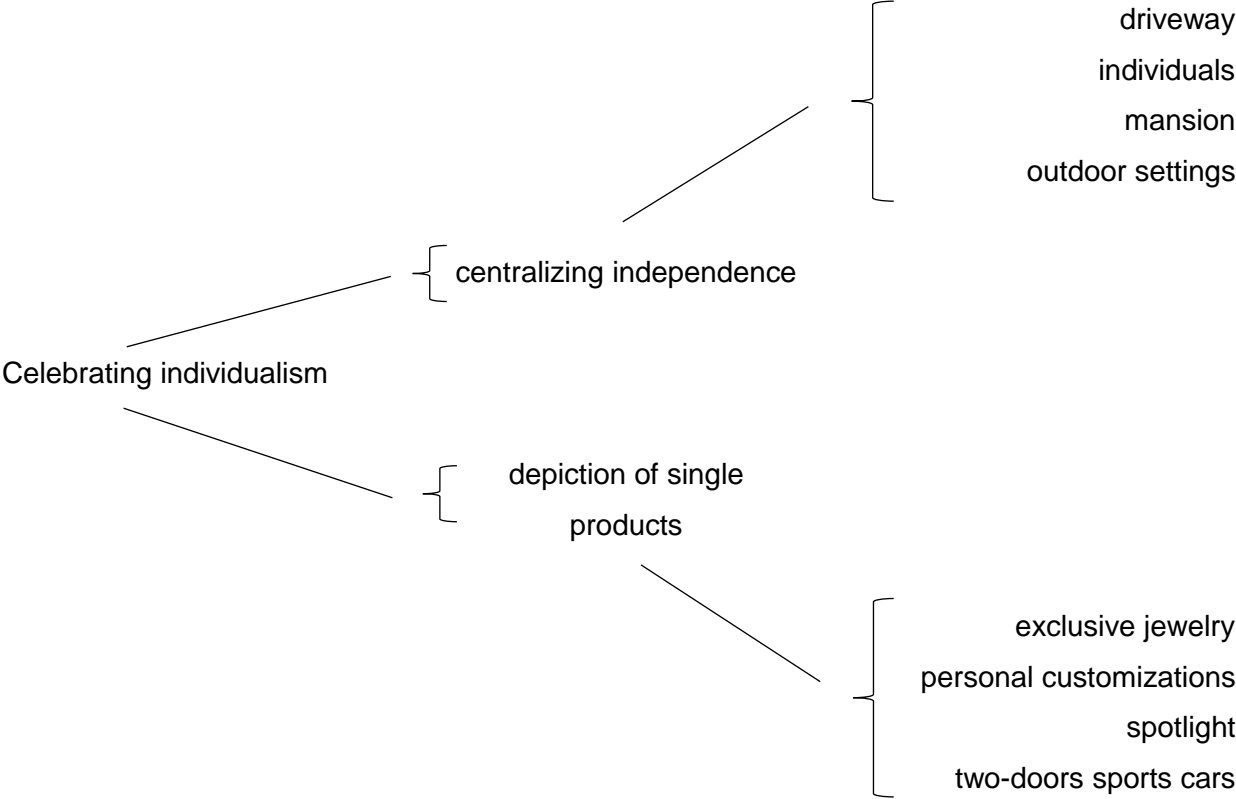 driveway
individuals
mansion
outdoor settings
centralizing independence
Celebrating individualism
depiction of single
products
exclusive jewelry
personal customizations
spotlight
two-doors sports cars